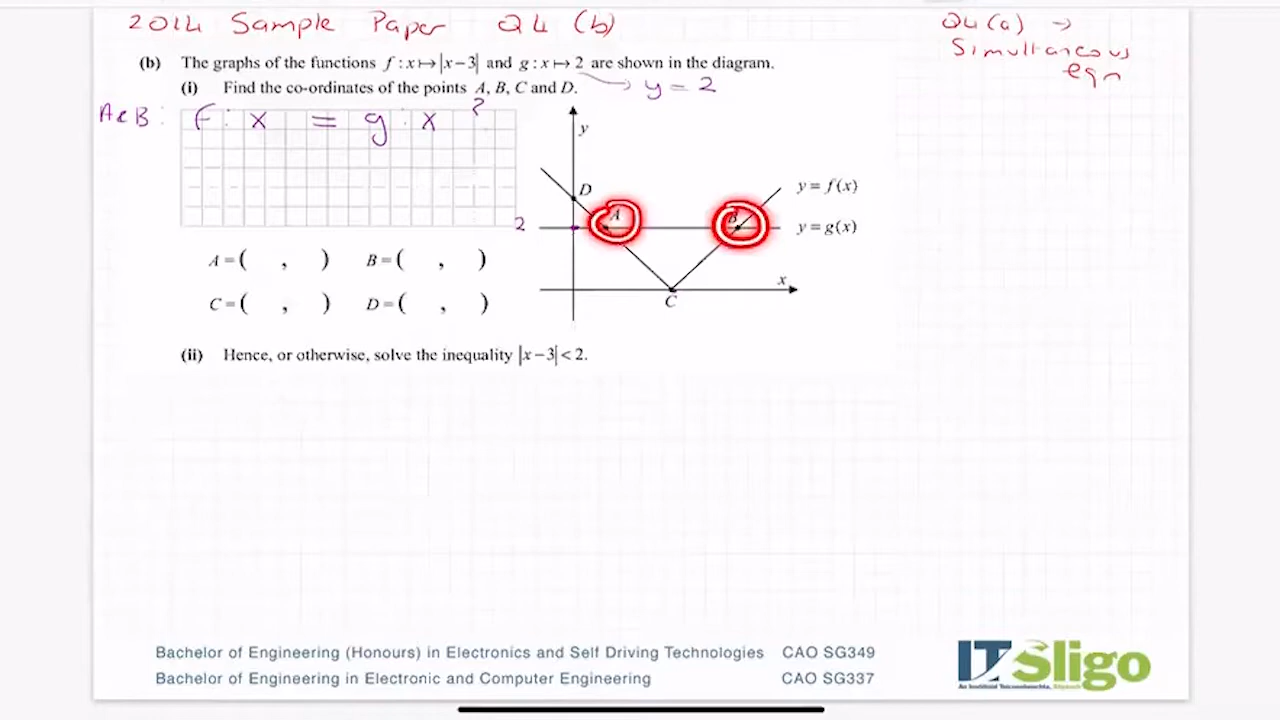 2014 Sample Paper Q4 (b)
Q4(a) →
Simultaneous
eqn
(b) The graphs of the functions f : x ↦ |x − 3| and g : x ↦ 2 are shown in the diagram.
(i) Find the co-ordinates of the points A, B, C and D.
→ y = 2
A & B : f : x = g : x ?
y
D
A
B
y = f(x)
2
y = g(x)
A = ( , ) B = ( , )
x
C
C = ( , ) D = ( , )
(ii) Hence, or otherwise, solve the inequality |x − 3| < 2.
Bachelor of Engineering (Honours) in Electronics and Self Driving Technologies CAO SG349
Bachelor of Engineering in Electronic and Computer Engineering CAO SG337
IT Sligo